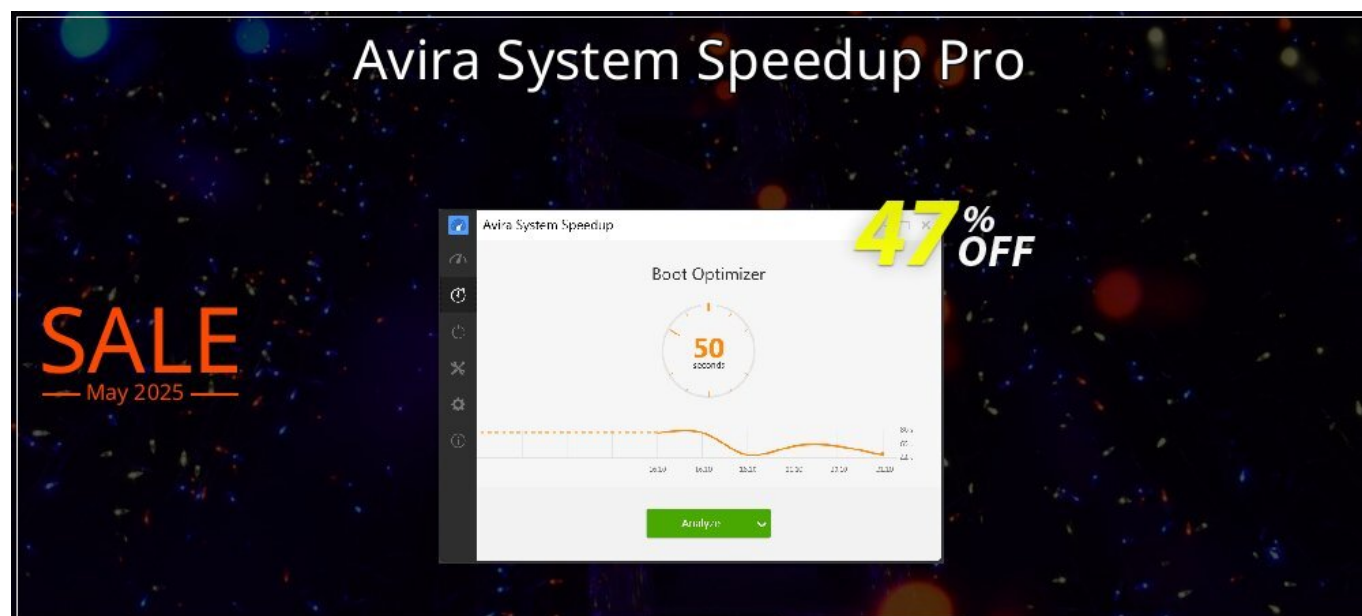 Avira System Speedup Pro
Avira System Speedup
47% OFF
Boot Optimizer
50
seconds
SALE
May 2025
Analyze